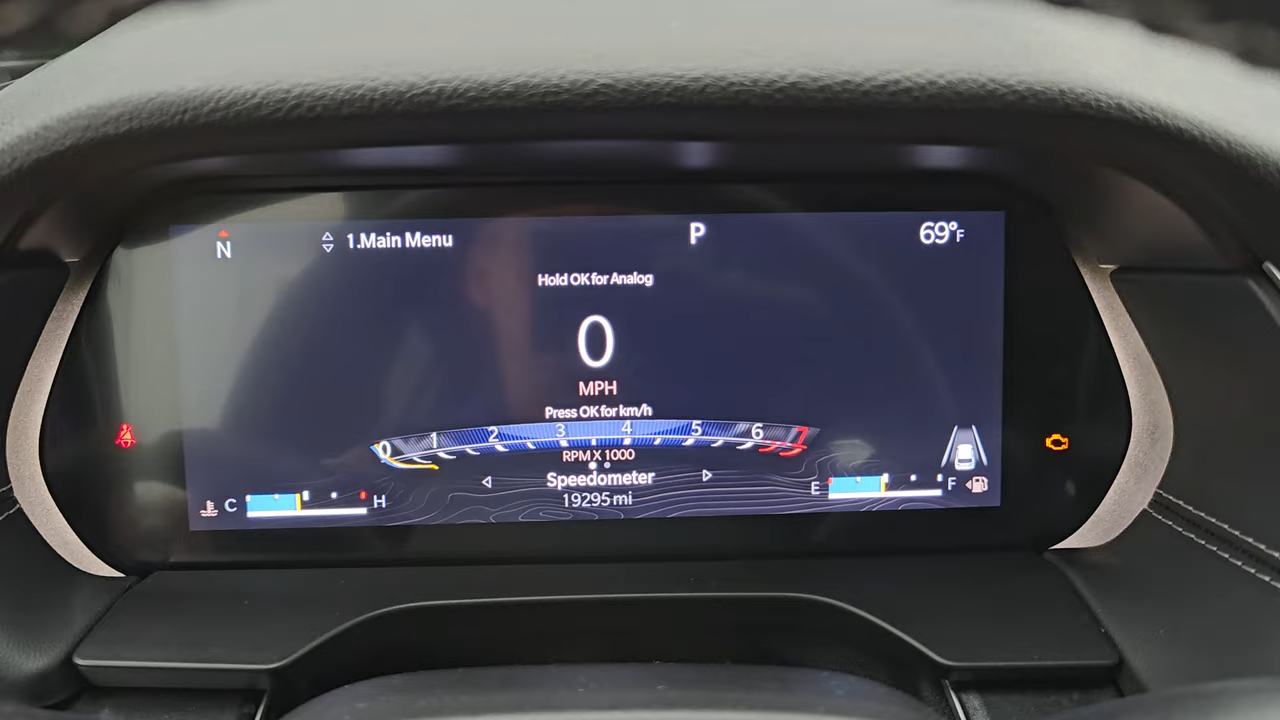 N
1.Main Menu
P
69°F
Hold OK for Analog
0
MPH
Press OK for km/h
0 1 2 3 4 5 6 7
RPM X 1000
Speedometer
19295 mi
C H
E F